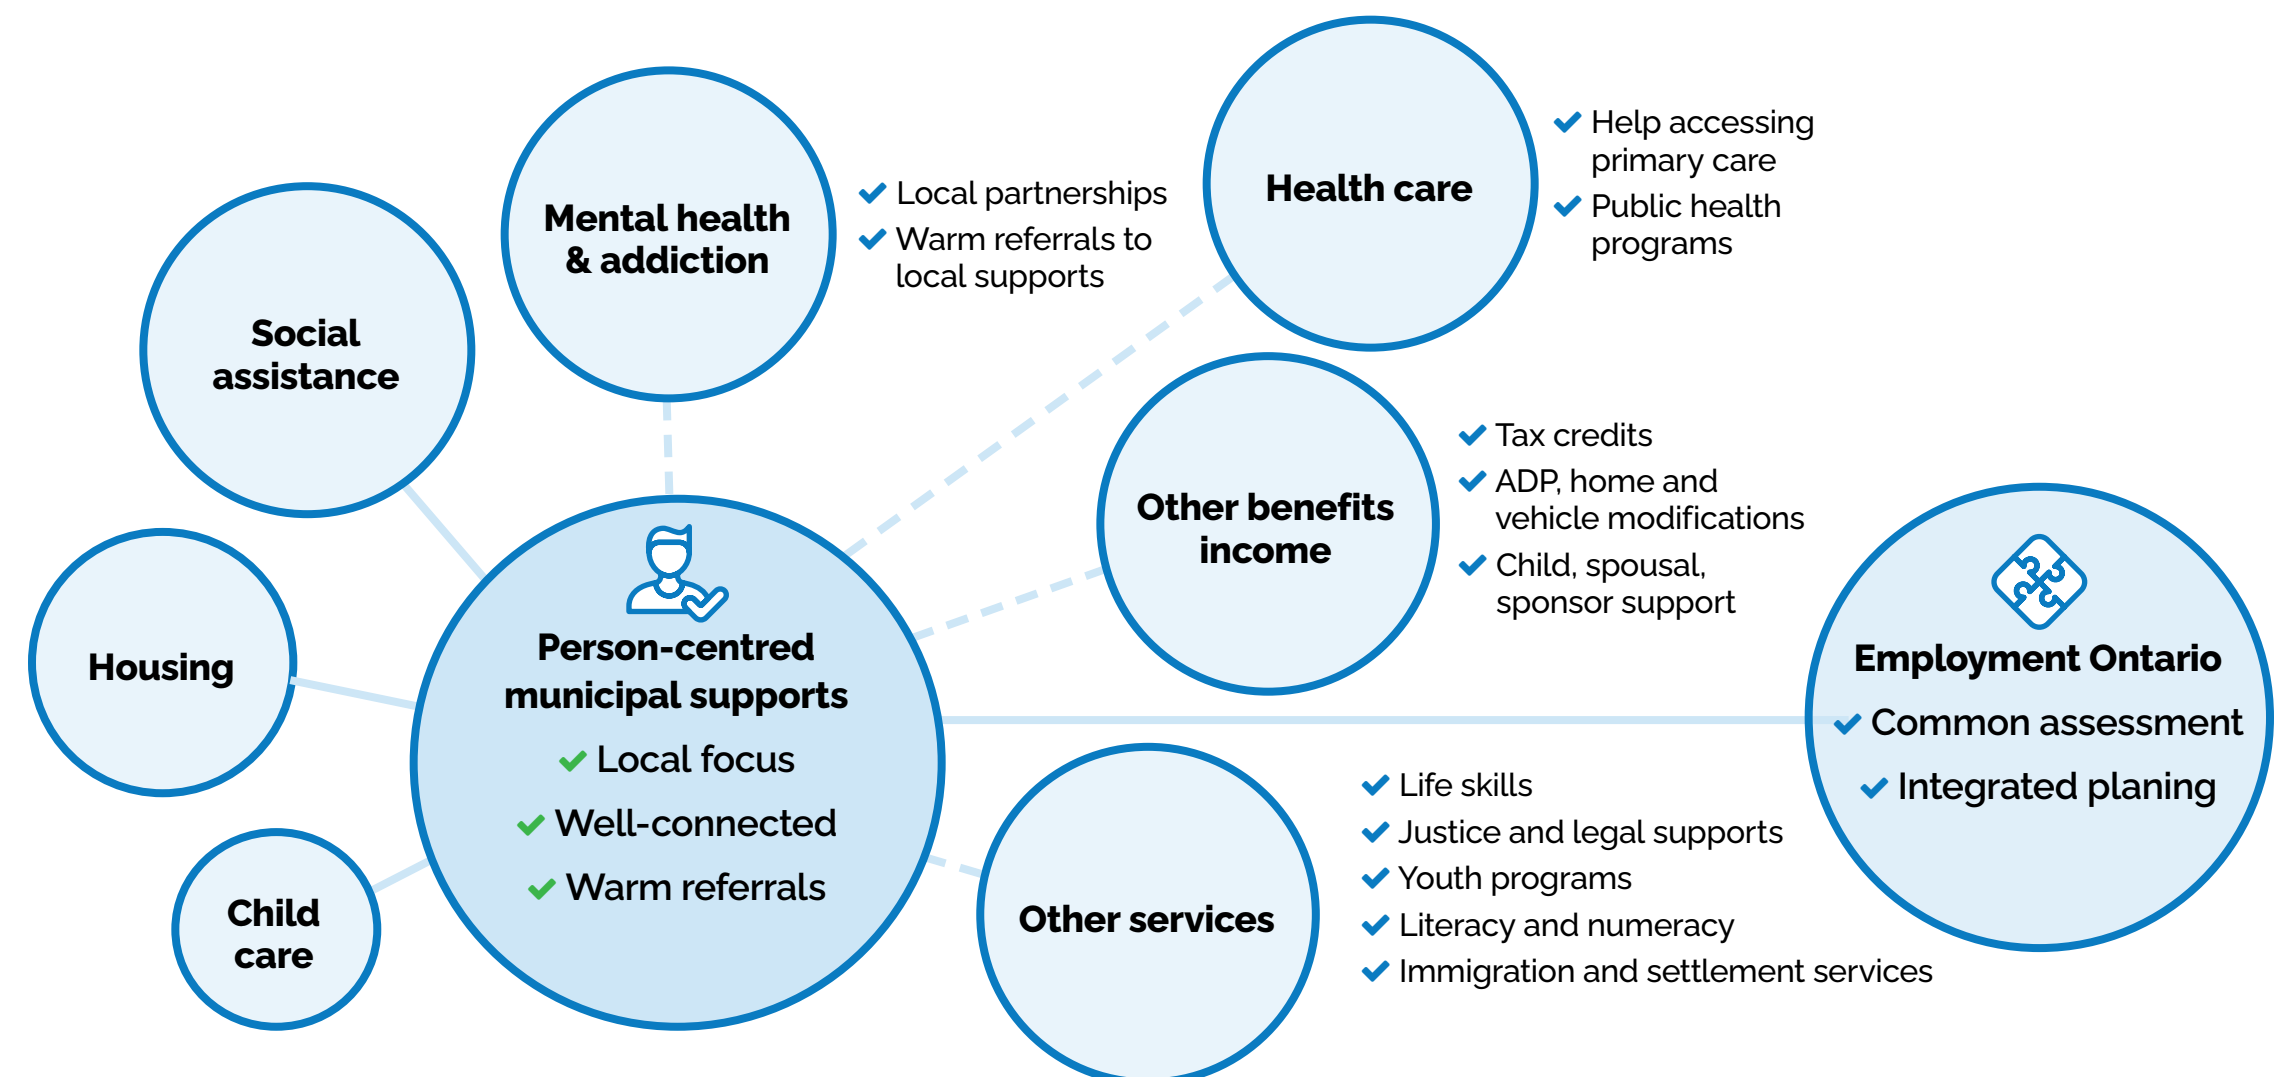 Mental health
& addiction
Local partnerships
Warm referrals to
local supports
Health care
Help accessing
primary care
Public health
programs
Social
assistance
Other benefits
income
Tax credits
ADP, home and
vehicle modifications
Child, spousal,
sponsor support
Housing
Person-centred
municipal supports
Local focus
Well-connected
Warm referrals
Employment Ontario
Common assessment
Integrated planing
Child
care
Other services
Life skills
Justice and legal supports
Youth programs
Literacy and numeracy
Immigration and settlement services